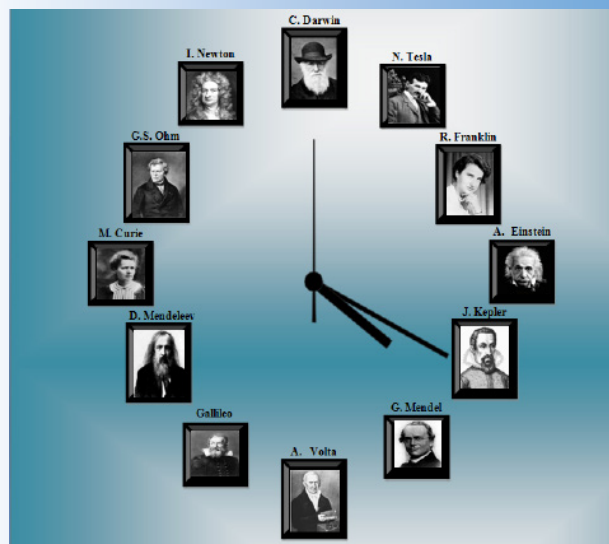 C. Darwin
I. Newton
N. Tesla
G.S. Ohm
R. Franklin
M. Curie
A. Einstein
D. Mendeleev
J. Kepler
Gallileo
G. Mendel
A. Volta